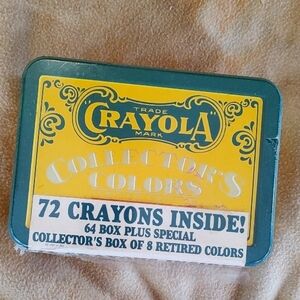 TRADE
"CRAYOLA"
MARK
COLLECTOR'S
COLORS
72 CRAYONS INSIDE!
64 BOX PLUS SPECIAL
COLLECTOR'S BOX OF 8 RETIRED COLORS